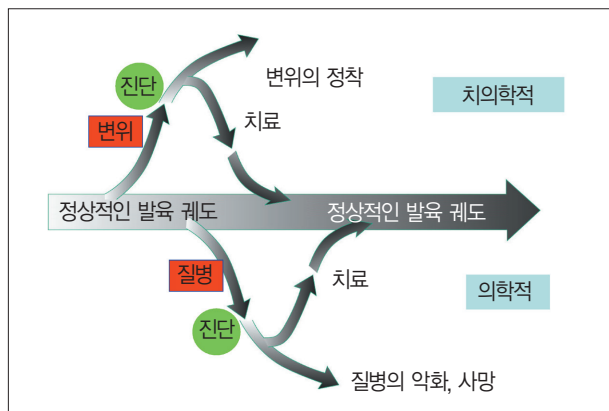 진단
변위의 정착
치의학적
변위
치료
정상적인 발육 궤도
정상적인 발육 궤도
질병
치료
의학적
진단
질병의 악화, 사망